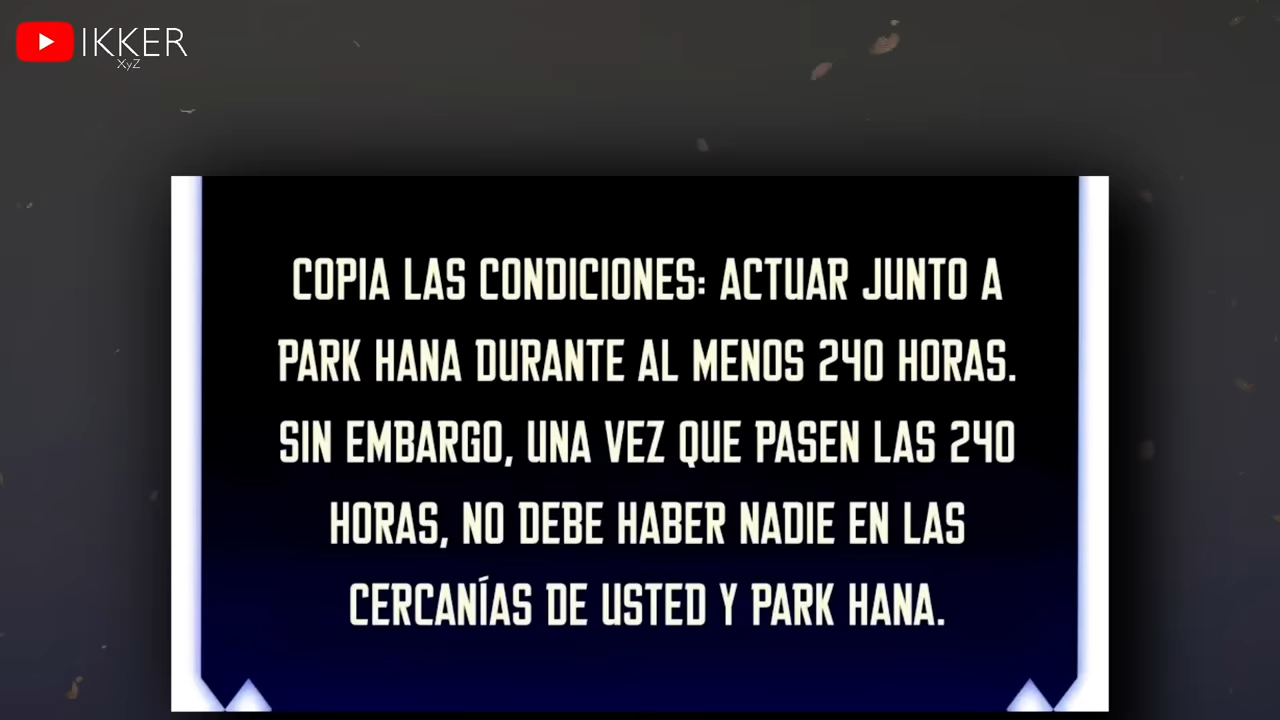 IKKER
XyZ
COPIA LAS CONDICIONES: ACTUAR JUNTO A
PARK HANA DURANTE AL MENOS 240 HORAS.
SIN EMBARGO, UNA VEZ QUE PASEN LAS 240
HORAS, NO DEBE HABER NADIE EN LAS
CERCANÍAS DE USTED Y PARK HANA.